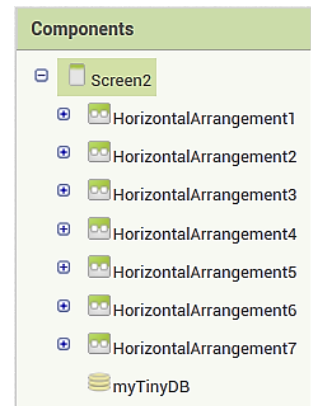 Components
Screen2
HorizontalArrangement1
HorizontalArrangement2
HorizontalArrangement3
HorizontalArrangement4
HorizontalArrangement5
HorizontalArrangement6
HorizontalArrangement7
myTinyDB